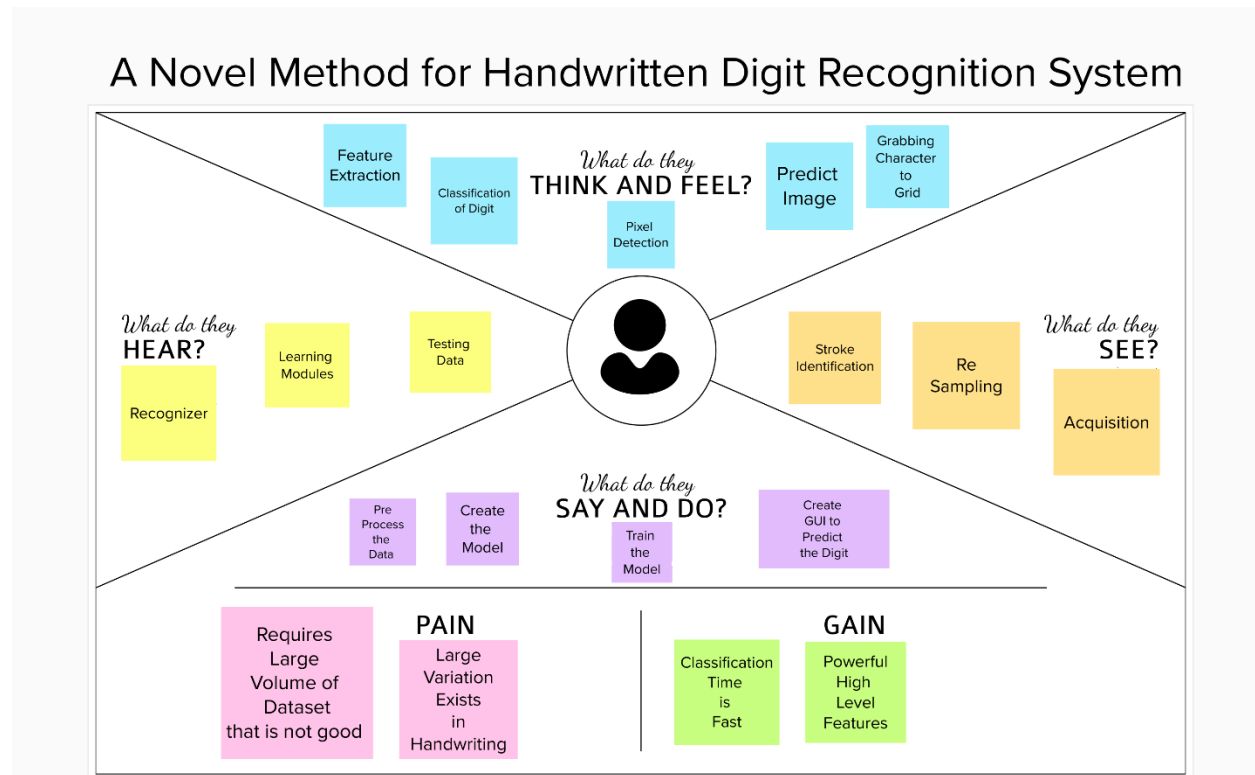 A Novel Method for Handwritten Digit Recognition System
What do they
THINK AND FEEL?
Feature
Extraction
Classification
of Digit
Pixel
Detection
Predict
Image
Grabbing
Character
to
Grid
What do they
HEAR?
Recognizer
Learning
Modules
Testing
Data
What do they
SEE?
Stroke
Identification
Re
Sampling
Acquisition
What do they
SAY AND DO?
Pre
Process
the
Data
Create
the
Model
Train
the
Model
Create
GUI to
Predict
the Digit
PAIN
Requires
Large
Volume of
Dataset
that is not good
Large
Variation
Exists
in
Handwriting
GAIN
Classification
Time
is
Fast
Powerful
High
Level
Features